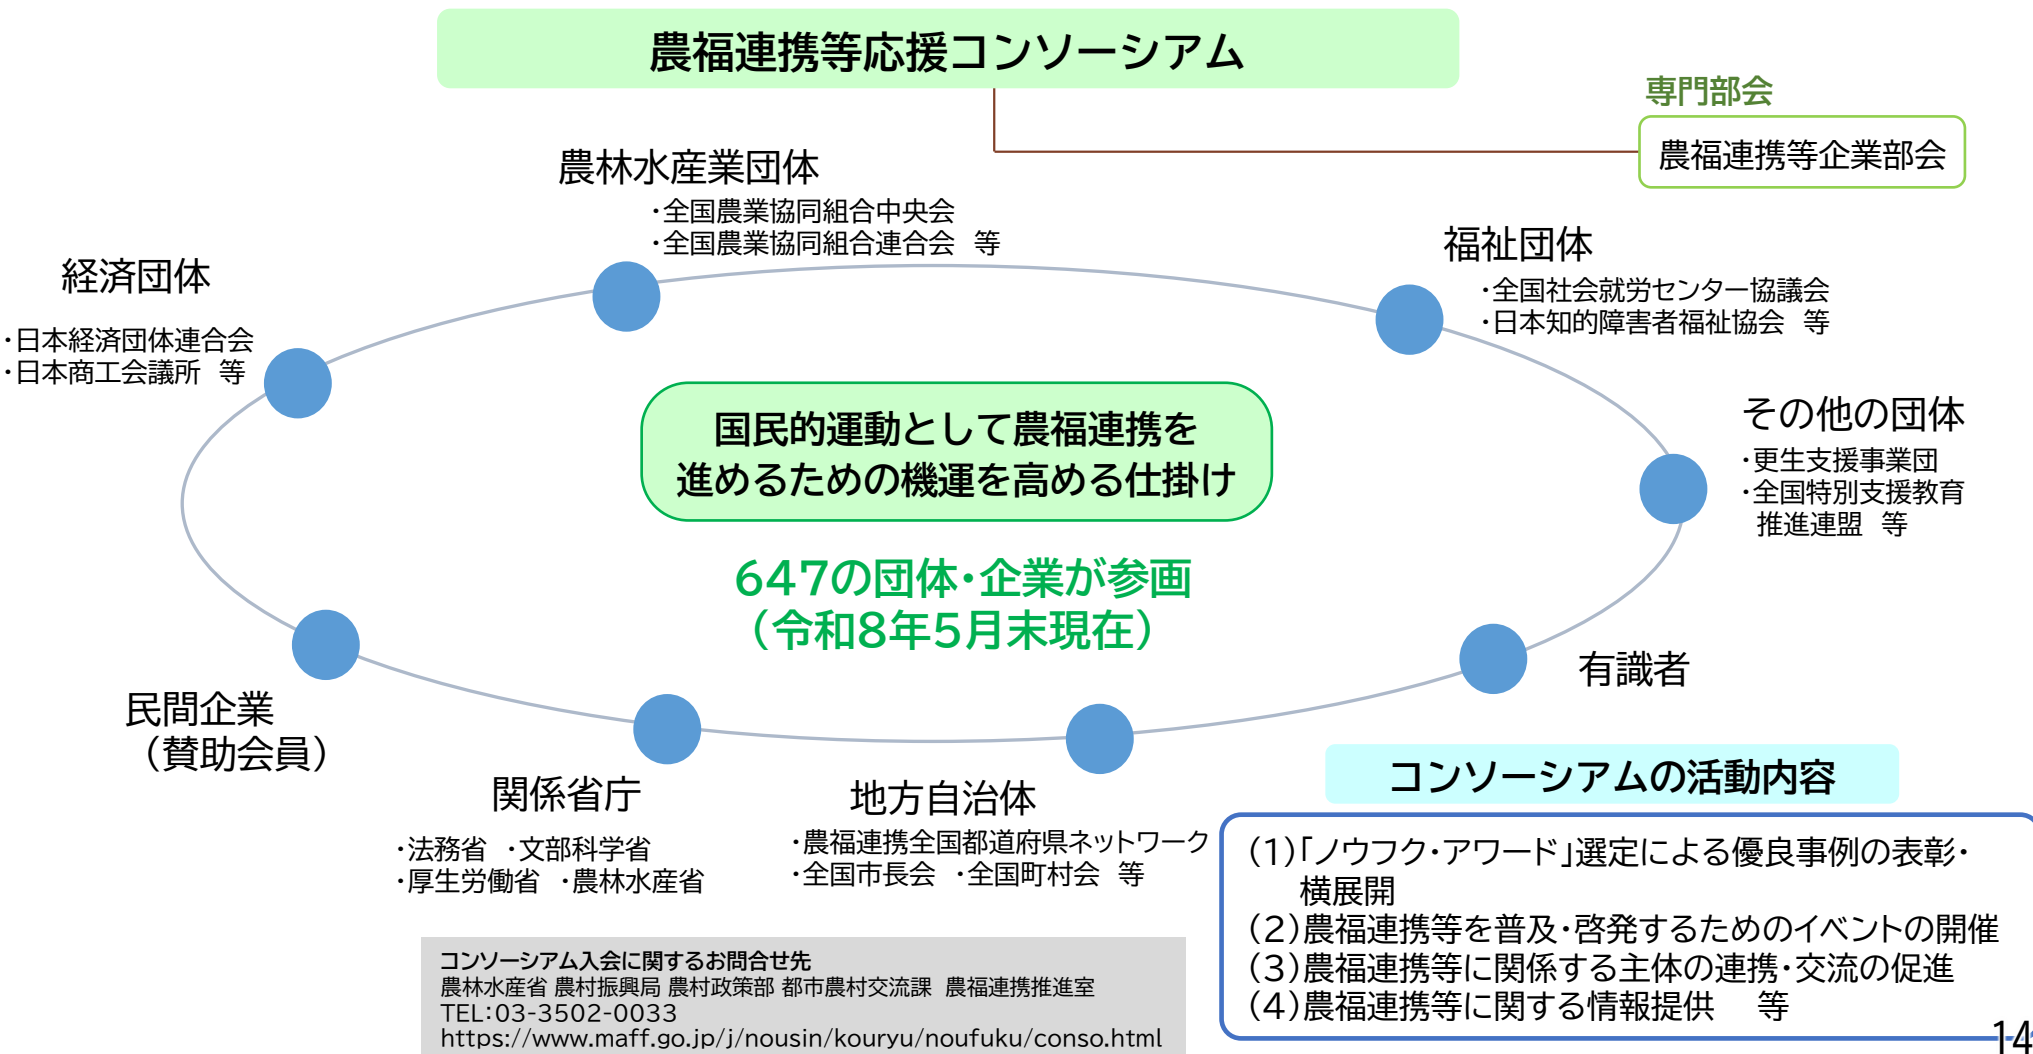 農福連携等応援コンソーシアム
専門部会
農福連携等企業部会
農林水産業団体
・全国農業協同組合中央会
・全国農業協同組合連合会　等
福祉団体
・全国社会就労センター協議会
・日本知的障害者福祉協会　等
経済団体
・日本経済団体連合会
・日本商工会議所　等
その他の団体
・更生支援事業団
・全国特別支援教育
推進連盟　等
国民的運動として農福連携を
進めるための機運を高める仕掛け
647の団体・企業が参画
（令和8年5月末現在）
有識者
民間企業
（賛助会員）
関係省庁
・法務省　・文部科学省
・厚生労働省　・農林水産省
地方自治体
・農福連携全国都道府県ネットワーク
・全国市長会　・全国町村会　等
コンソーシアムの活動内容
（1）「ノウフク・アワード」選定による優良事例の表彰・
横展開
（2）農福連携等を普及・啓発するためのイベントの開催
（3）農福連携等に関係する主体の連携・交流の促進
（4）農福連携等に関する情報提供　等
コンソーシアム入会に関するお問合せ先
農林水産省 農村振興局 農村政策部 都市農村交流課 農福連携推進室
TEL：03-3502-0033
https://www.maff.go.jp/j/nousin/kouryu/noufuku/conso.html
14